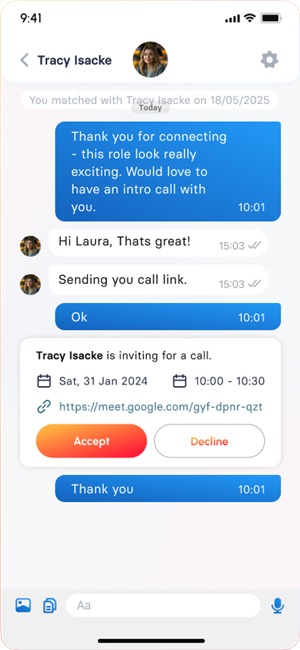 9:41
Tracy Isacke
You matched with Tracy Isacke on 18/05/2025
Today
Thank you for connecting
- this role look really
exciting. Would love to
have an intro call with
you.
10:01
Hi Laura, Thats great!
15:03
Sending you call link.
15:03
Ok
10:01
Tracy Isacke is inviting for a call.
Sat, 31 Jan 2024
10:00 - 10:30
https://meet.google.com/gyf-dpnr-qzt
Accept
Decline
Thank you
10:01
Aa